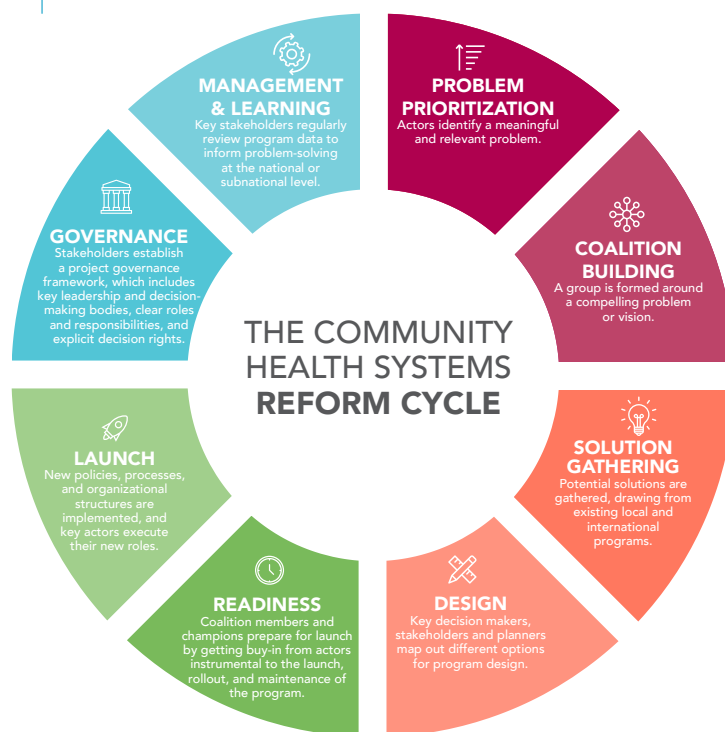 PROBLEM
PRIORITIZATION
Actors identify a meaningful
and relevant problem.
COALITION
BUILDING
A group is formed around
a compelling problem
or vision.
SOLUTION
GATHERING
Potential solutions are
gathered, drawing from
existing local and
international
programs.
DESIGN
Key decision makers,
stakeholders and planners
map out different options
for program design.
READINESS
Coalition members and
champions prepare for launch
by getting buy-in from actors
instrumental to the launch,
rollout, and maintenance of
the program.
LAUNCH
New policies, processes,
and organizational
structures are
implemented, and
key actors execute
their new roles.
GOVERNANCE
Stakeholders establish
a project governance
framework, which includes
key leadership and decision-
making bodies, clear roles
and responsibilities, and
explicit decision rights.
MANAGEMENT
& LEARNING
Key stakeholders regularly
review program data to
inform problem-solving
at the national or
subnational level.
THE COMMUNITY
HEALTH SYSTEMS
REFORM CYCLE